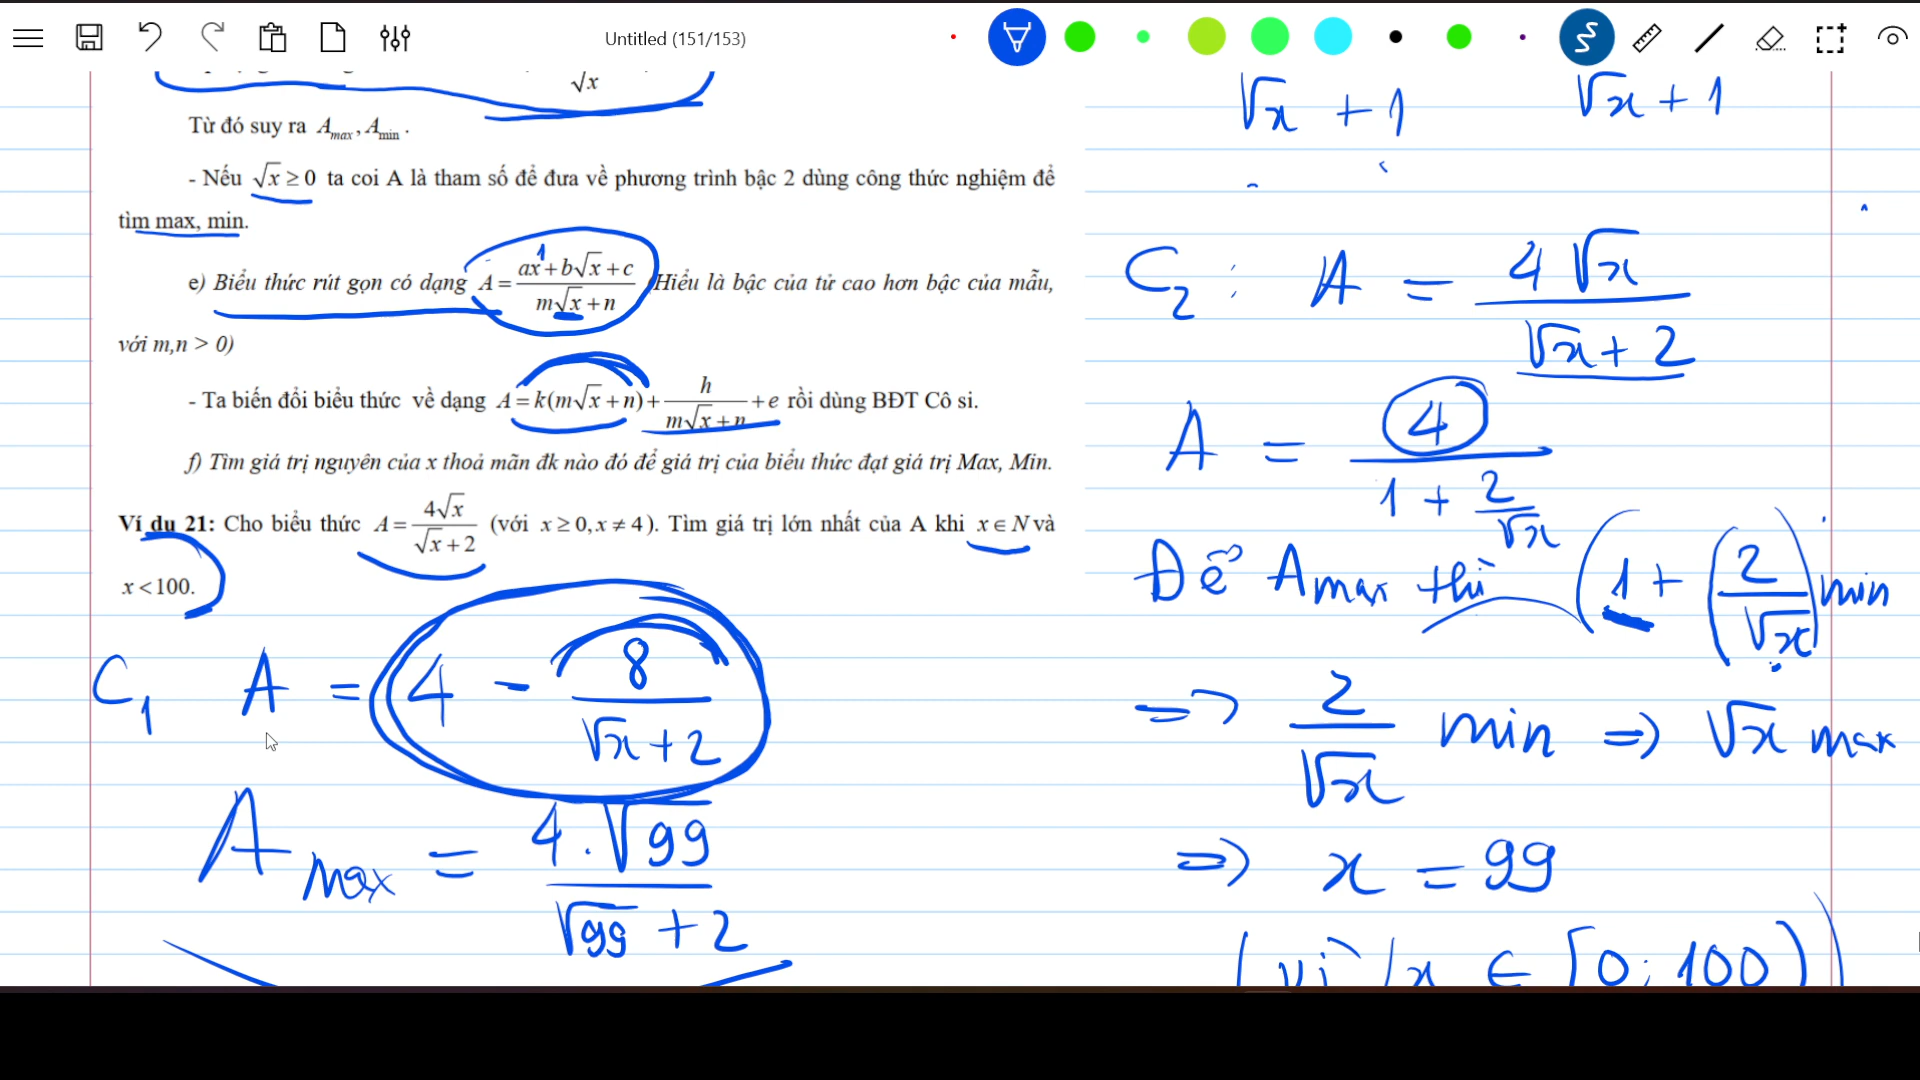 Untitled (151/153)
√x
Từ đó suy ra A_max, A_min.
- Nếu √x ≥ 0 ta coi A là tham số để đưa về phương trình bậc 2 dùng công thức nghiệm để
tìm max, min.
e) Biểu thức rút gọn có dạng A = (ax + b√x + c)/(m√x + n) (Hiểu là bậc của tử cao hơn bậc của mẫu,
với m,n > 0)
- Ta biến đổi biểu thức về dạng A = k(m√x + n) + h/(m√x + n) + e rồi dùng BĐT Cô si.
f) Tìm giá trị nguyên của x thoả mãn đk nào đó để giá trị của biểu thức đạt giá trị Max, Min.
Ví dụ 21: Cho biểu thức A = 4√x/(√x + 2) (với x ≥ 0, x ≠ 4). Tìm giá trị lớn nhất của A khi x ∈ N và
x < 100.
C1 A = 4 - 8/(√x + 2)
A max = 4.√99/(√99 + 2)
√x + 1 √x + 1
C2 : A = 4√x/(√x + 2)
A = 4/(1 + 2/√x)
Để A max thì (1 + (2/√x) min
=> 2/√x min => √x max
=> x = 99
(vì x ∈ [0; 100))